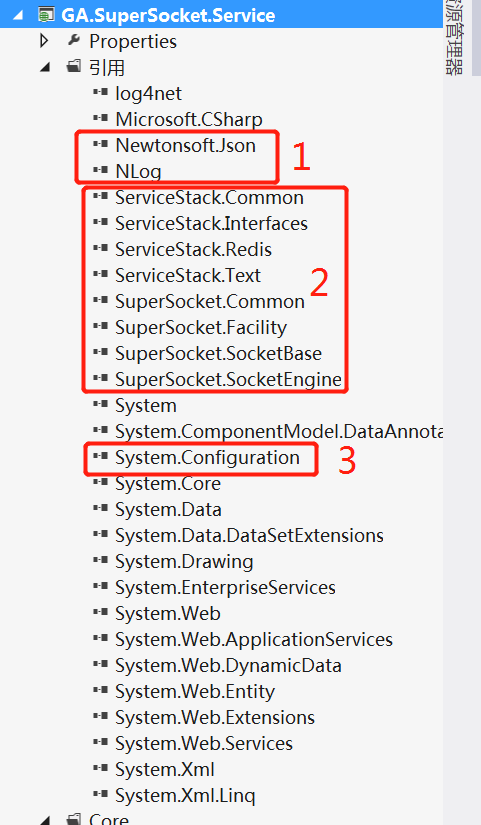 GA.SuperSocket.Service
Properties
引用
log4net
Microsoft.CSharp
Newtonsoft.Json
NLog
1
ServiceStack.Common
ServiceStack.Interfaces
ServiceStack.Redis
ServiceStack.Text
SuperSocket.Common
SuperSocket.Facility
SuperSocket.SocketBase
SuperSocket.SocketEngine
2
System
System.ComponentModel.DataAnnota
System.Configuration
3
System.Core
System.Data
System.Data.DataSetExtensions
System.Drawing
System.EnterpriseServices
System.Web
System.Web.ApplicationServices
System.Web.DynamicData
System.Web.Entity
System.Web.Extensions
System.Web.Services
System.Xml
System.Xml.Linq
Core
源管理器